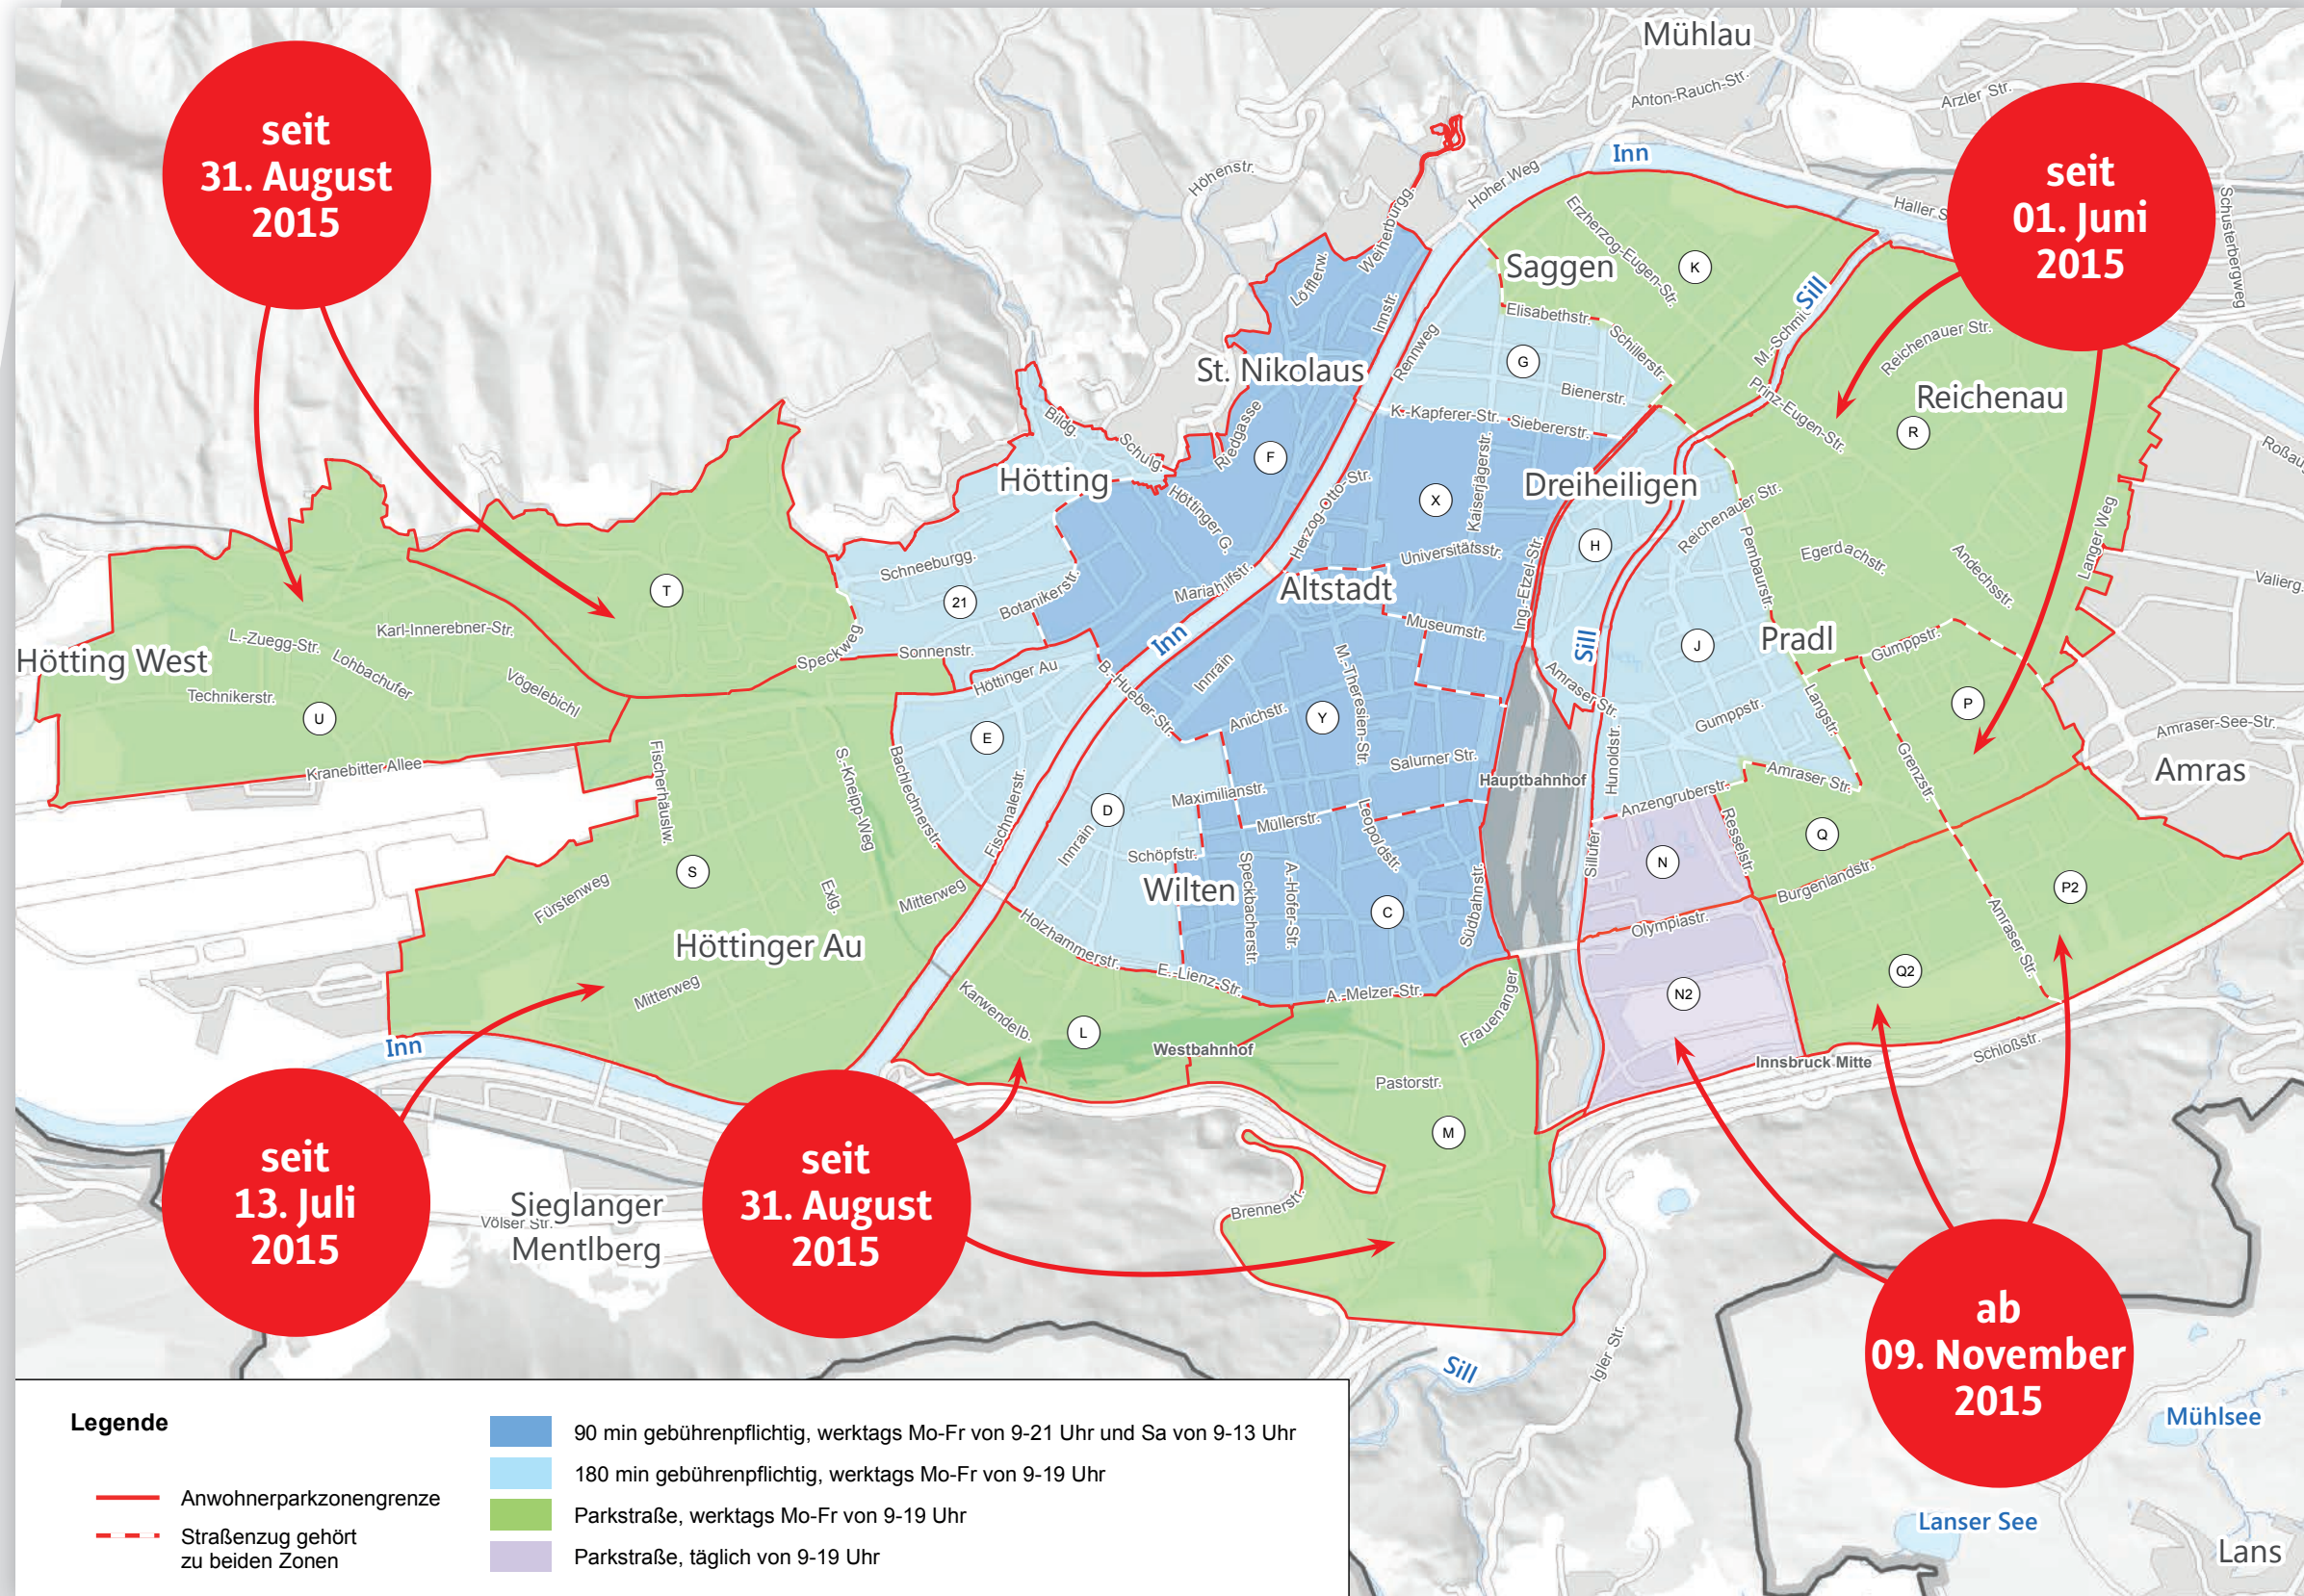 Mühlau
Anton-Rauch-Str.
Arzler Str.
seit
31. August
2015
seit
01. Juni
2015
Inn
Haller S
Schusterbergweg
Höhenstr.
Hoher Weg
Weiherburgg.
Löfflerw.
Innstr.
Erzherzog-Eugen-Str.
Saggen
K
Sill
Elisabethstr.
Schillerstr.
M.-Schmi
Reichenauer Str.
Rennweg
G
Bienerstr.
St. Nikolaus
K.-Kapferer-Str.
Siebererstr.
Prinz-Eugen-Str.
Reichenau
R
Roßaug
Bildg.
Schulg.
Riedgasse
F
Kaiserjägerstr.
Hötting
Höttinger G.
Herzog-Otto-Str.
X
Dreiheiligen
Reichenauer Str.
H
Langer Weg
Universitätsstr.
Ing.-Etzel-Str.
Pembaurstr.
Egerdachstr.
Andechsstr.
Valierg.
Schneeburgg.
21
Botanikerstr.
Mariahilfstr.
Altstadt
T
Karl-Innerebner-Str.
L.-Zuegg-Str.
Lohbachufer
Hötting West
Technikerstr.
Vögelebichl
Speckweg
Sonnenstr.
Inn
Museumstr.
Sill
J
Pradl
Gumppstr.
Höttinger Au
B.-Hueber-Str.
Innrain
M.-Theresien-Str.
Amraser Str.
Gumppstr.
Langstr.
P
U
E
Anichstr.
Y
Amraser-See-Str.
Kranebitter Allee
Fischerhäuslw.
S.-Kneipp-Weg
Bachlechnerstr.
Salurner Str.
Hauptbahnhof
Hunoldstr.
Amraser Str.
Grenzstr.
Amras
Maximilianstr.
Anzengruberstr.
D
Fischnalerstr.
Innrain
Müllerstr.
Leopoldstr.
Resselstr.
Q
Schöpfstr.
Sillufer
N
S
Exlg.
Mitterweg
Wilten
Speckbacherstr.
A.-Hofer-Str.
C
Südbahnstr.
Burgenlandstr.
P2
Fürstenweg
Holzhammerstr.
Olympiastr.
Amraser Str.
Höttinger Au
E.-Lienz-Str.
Q2
Mitterweg
Karwendelb.
A.-Melzer-Str.
Frauenanger
N2
L
Westbahnhof
Innsbruck Mitte
Schloßstr.
Inn
Pastorstr.
M
seit
13. Juli
2015
Sieglanger
Völser Str.
Mentlberg
seit
31. August
2015
Brennerstr.
Igler Str.
Sill
ab
09. November
2015
Mühlsee
Lanser See
Lans
Legende
Anwohnerparkzonengrenze
Straßenzug gehört
zu beiden Zonen
90 min gebührenpflichtig, werktags Mo-Fr von 9-21 Uhr und Sa von 9-13 Uhr
180 min gebührenpflichtig, werktags Mo-Fr von 9-19 Uhr
Parkstraße, werktags Mo-Fr von 9-19 Uhr
Parkstraße, täglich von 9-19 Uhr